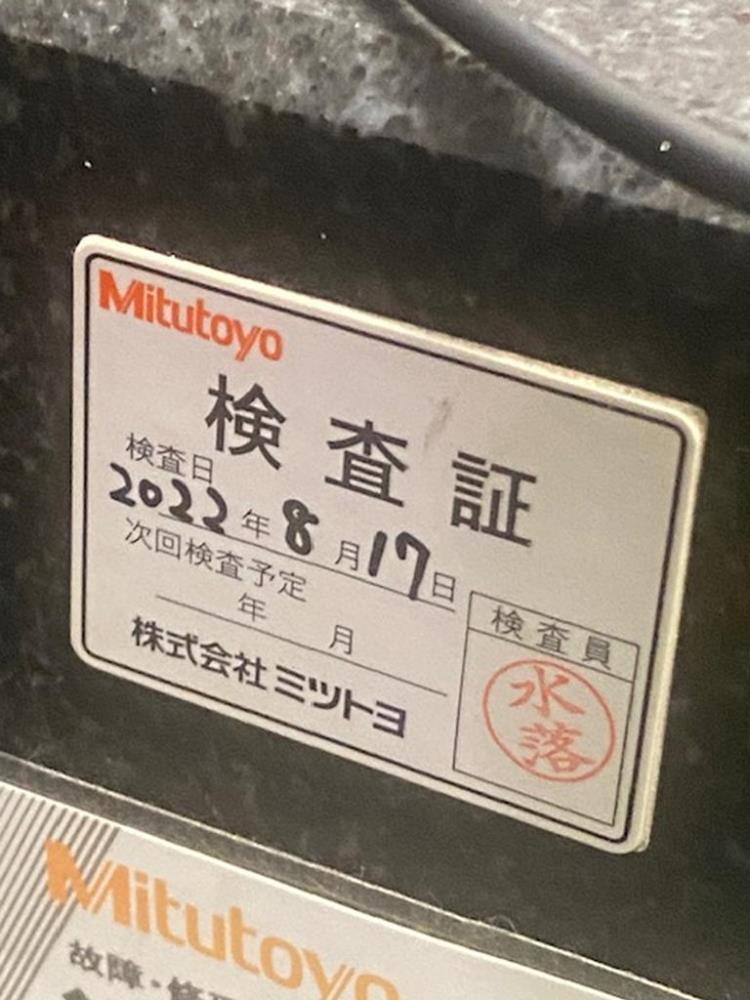 Mitutoyo
検査証
検査日
2022年8月17日
次回検査予定
年 月
株式会社ミツトヨ
検査員
水落
Mitutoyo
故障・修理